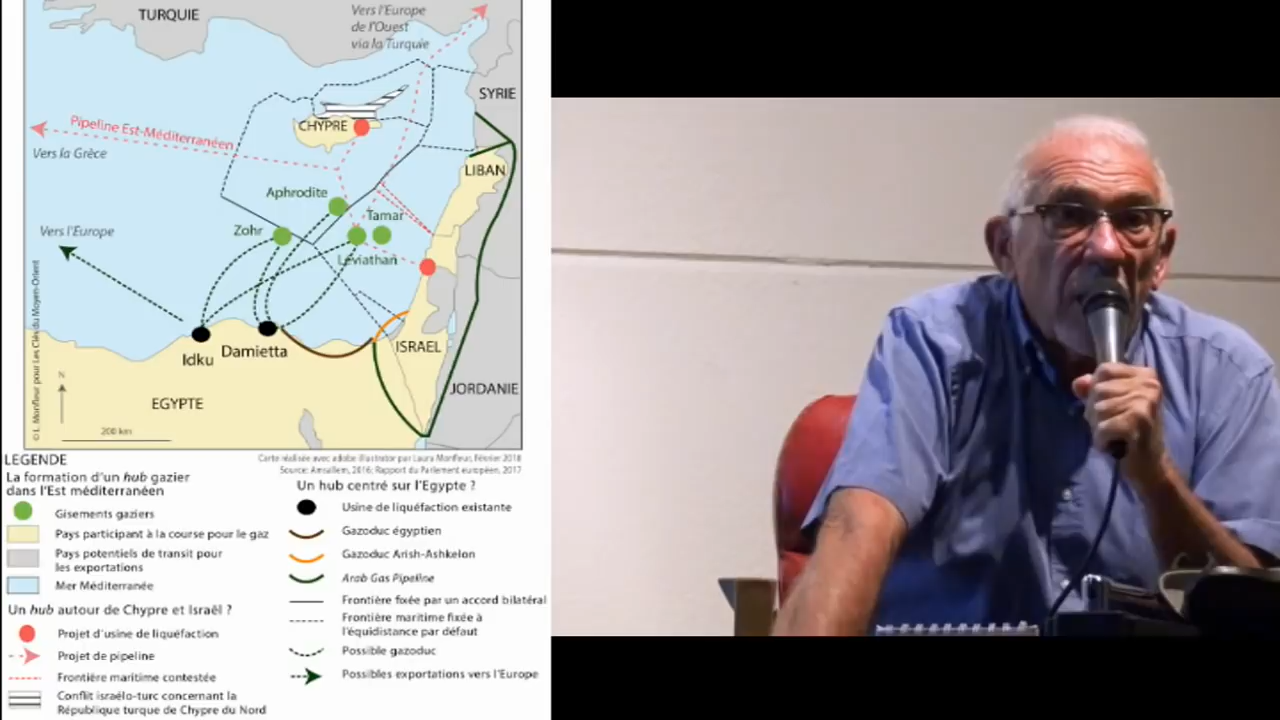 TURQUIE
Vers l'Europe
de l'Ouest
via la Turquie
SYRIE
Pipeline Est-Méditerranéen
CHYPRE
Vers la Grèce
LIBAN
Aphrodite
Tamar
Zohr
Vers l'Europe
Léviathan
Idku
Damietta
ISRAEL
JORDANIE
EGYPTE
N
200 km
© L. Monfleur pour Les Clés du Moyen-Orient
Carte réalisée avec adobe illustrator par Laura Monfleur, Février 2018
Source: Amsallem, 2016; Rapport du Parlement européen, 2017
LEGENDE
La formation d'un hub gazier
dans l'Est méditerranéen
Gisements gaziers
Pays participant à la course pour le gaz
Pays potentiels de transit pour
les exportations
Mer Méditerranée
Un hub autour de Chypre et Israël ?
Projet d'usine de liquéfaction
Projet de pipeline
Frontière maritime contestée
Conflit israélo-turc concernant la
République turque de Chypre du Nord
Un hub centré sur l'Egypte ?
Usine de liquéfaction existante
Gazoduc égyptien
Gazoduc Arish-Ashkelon
Arab Gas Pipeline
Frontière fixée par un accord bilatéral
Frontière maritime fixée à
l'équidistance par défaut
Possible gazoduc
Possibles exportations vers l'Europe